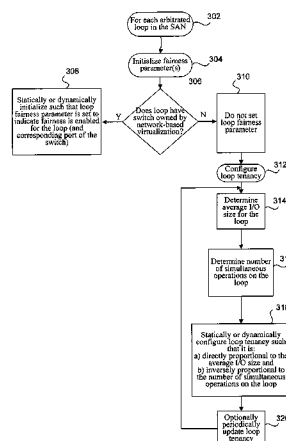 302
For each arbitrated
loop in the SAN
304
Initialize fairness
parameter(s)
306
Does loop have
switch owned by
network-based
virtualization?
Y
N
308
Statically or dynamically
initialize such that loop
fairness parameter is set to
indicate fairness is enabled
for the loop (and
corresponding port of the
switch)
310
Do not set
loop fairness
parameter
312
Configure
loop tenancy
314
Determine
average I/O
size for the
loop
Determine number
of simultaneous
operations on the
loop
318
Statically or dynamically
configure loop tenancy such
that it is:
a) directly proportional to the
average I/O size and
b) inversely proportional to
the number of simultaneous
operations on the loop
320
Optionally
periodically
update loop
tenancy